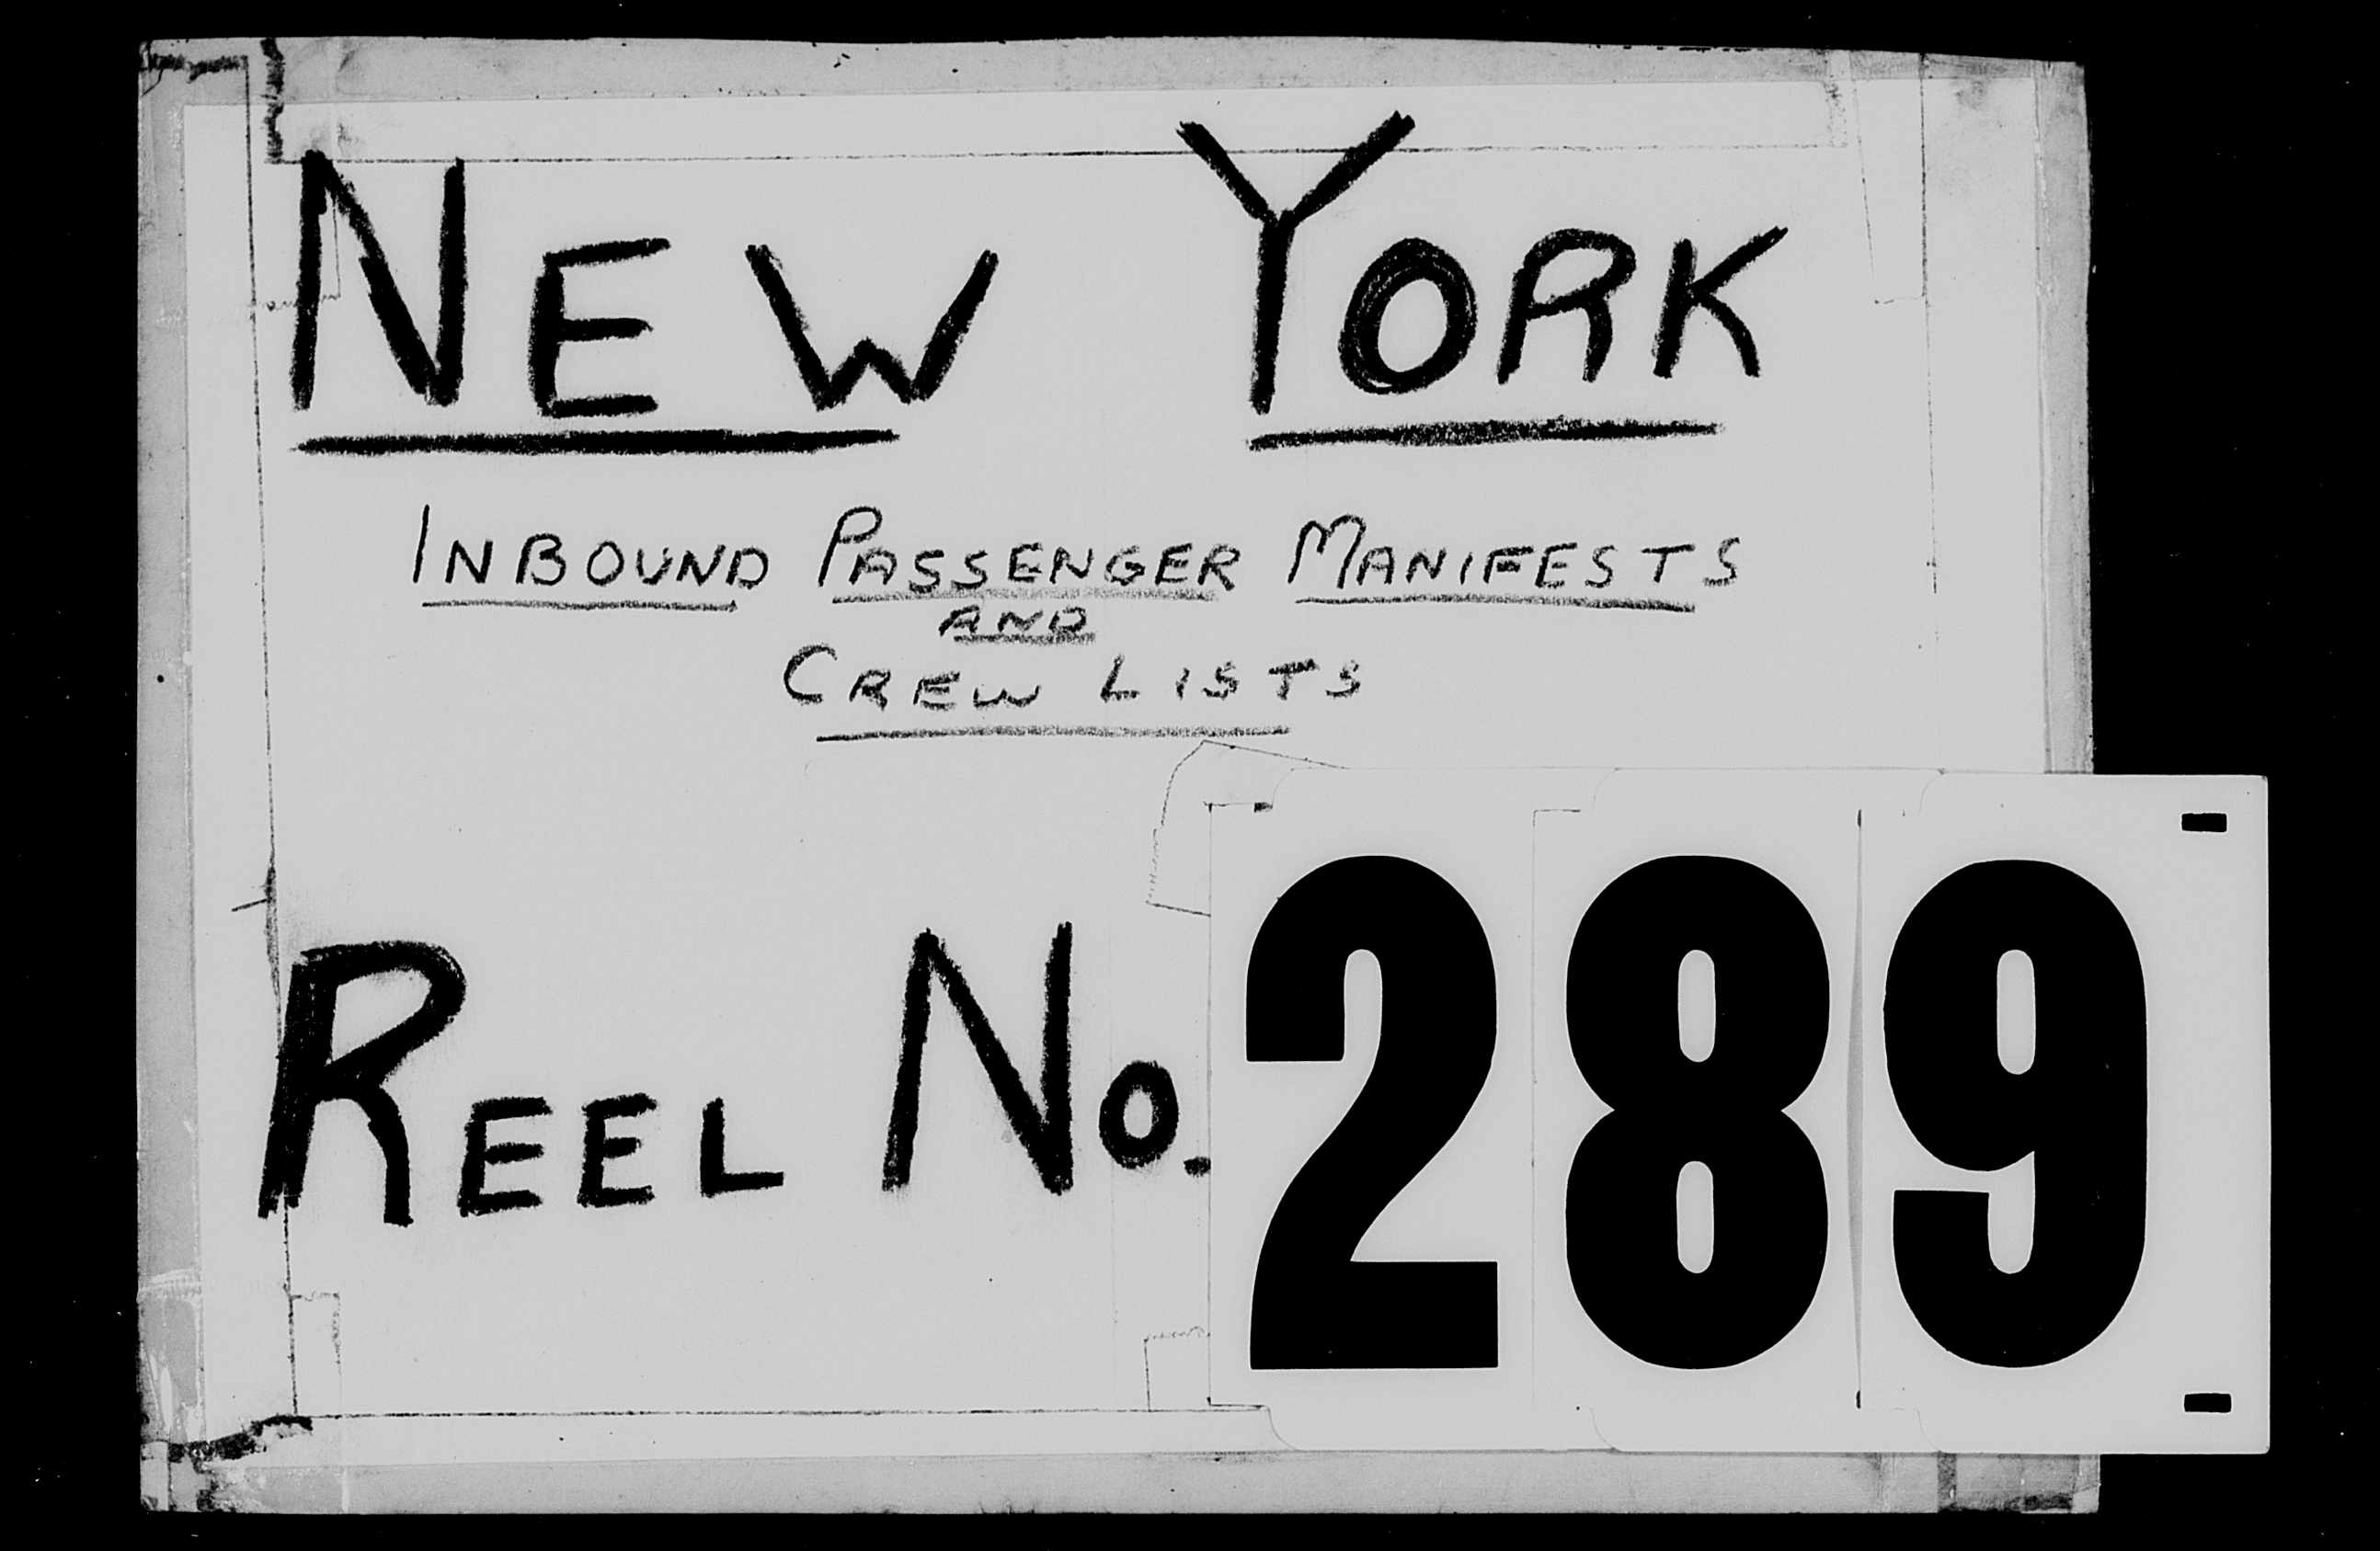 NEW YORK
INBOUND PASSENGER MANIFESTS
AND
CREW LISTS
REEL No. 289